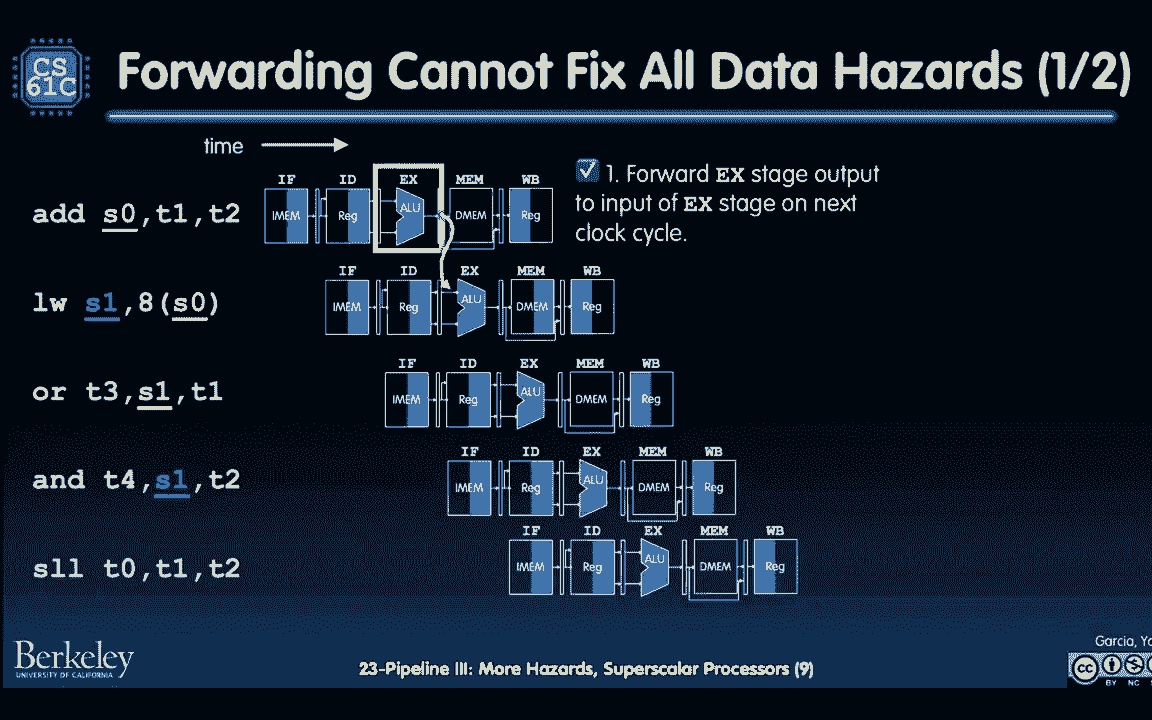 CS
61C
Forwarding Cannot Fix All Data Hazards (1/2)
time
IF ID EX MEM WB
add s0,t1,t2
IMEM Reg ALU DMEM Reg
1. Forward EX stage output
to input of EX stage on next
clock cycle.
IF ID EX MEM WB
lw s1,8(s0)
IMEM Reg ALU DMEM Reg
IF ID EX MEM WB
or t3,s1,t1
IMEM Reg ALU DMEM Reg
IF ID EX MEM WB
and t4,s1,t2
IMEM Reg ALU DMEM Reg
IF ID EX MEM WB
sll t0,t1,t2
IMEM Reg ALU DMEM Reg
Berkeley
UNIVERSITY OF CALIFORNIA
23-Pipeline III: More Hazards, Superscalar Processors (9)
Garcia,
cc
BY NC